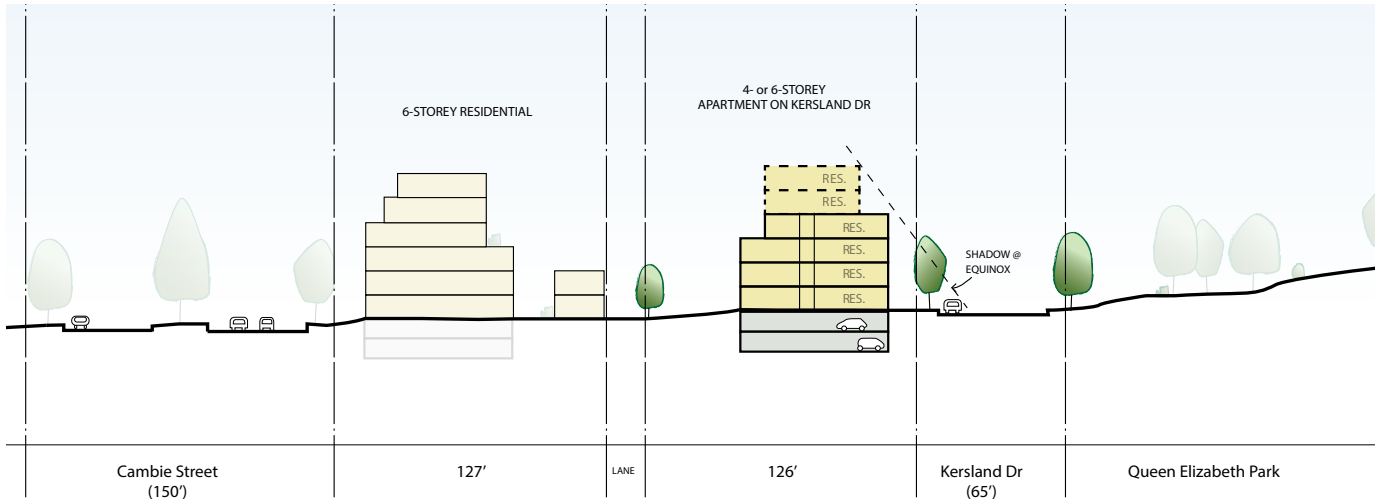 6-STOREY RESIDENTIAL
4- or 6-STOREY
APARTMENT ON KERSLAND DR
RES.
RES.
RES.
RES.
RES.
RES.
SHADOW @
EQUINOX
Cambie Street
(150')
127'
LANE
126'
Kersland Dr
(65')
Queen Elizabeth Park